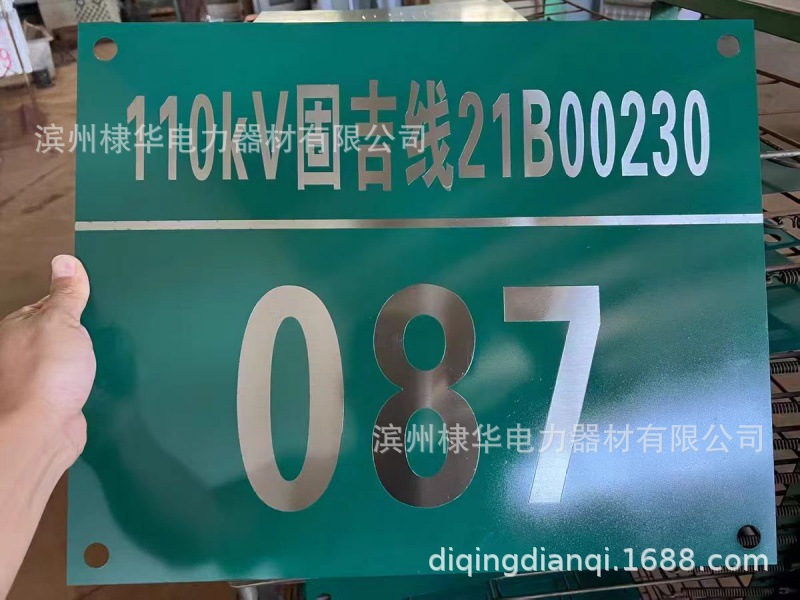 110kV固吉线21B00230
滨州棣华电力器材有限公司
087
滨州棣华电力器材有限公司
diqingdianqi.1688.com